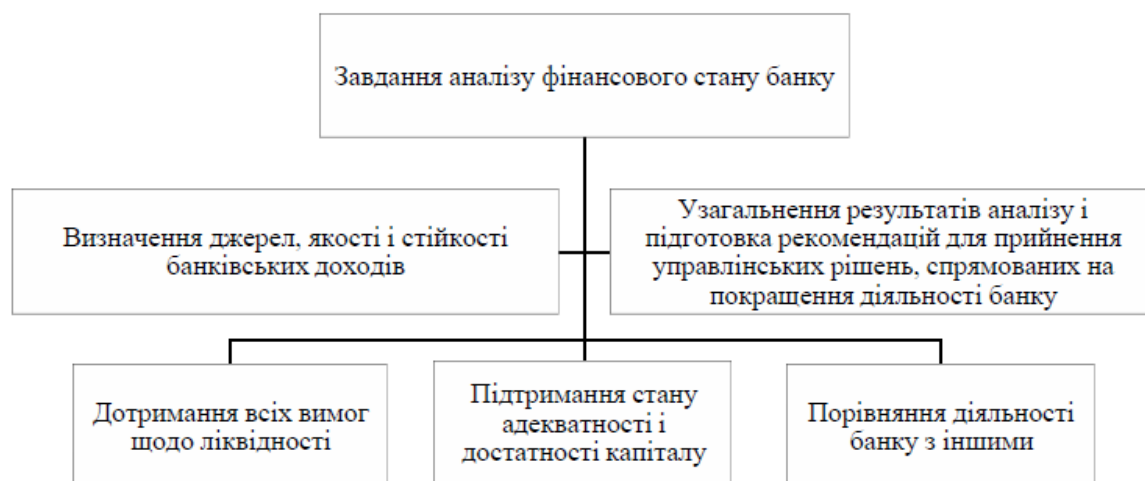 Завдання аналізу фінансового стану банку
Визначення джерел, якості і стійкості
банківських доходів
Узагальнення результатів аналізу і
підготовка рекомендацій для прийнення
управлінських рішень, спрямованих на
покращення діяльності банку
Дотримання всіх вимог
щодо ліквідності
Підтримання стану
адекватності і
достатності капіталу
Порівняння діяльності
банку з іншими